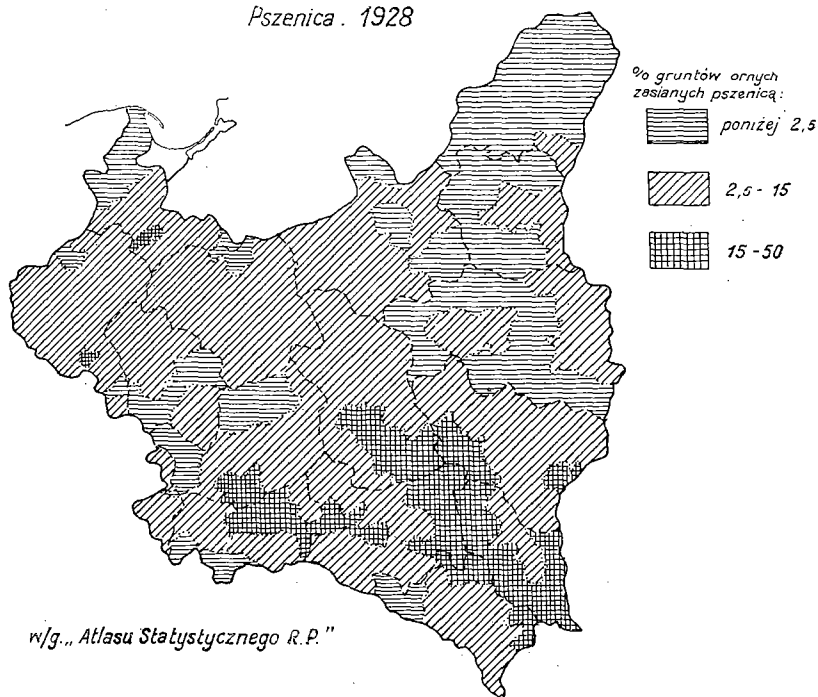 Pszenica. 1928
% gruntów ornych
zasianych pszenicą:
poniżej 2,5
2,5 - 15
15 - 50
w/g. „Atlasu Statystycznego R.P."